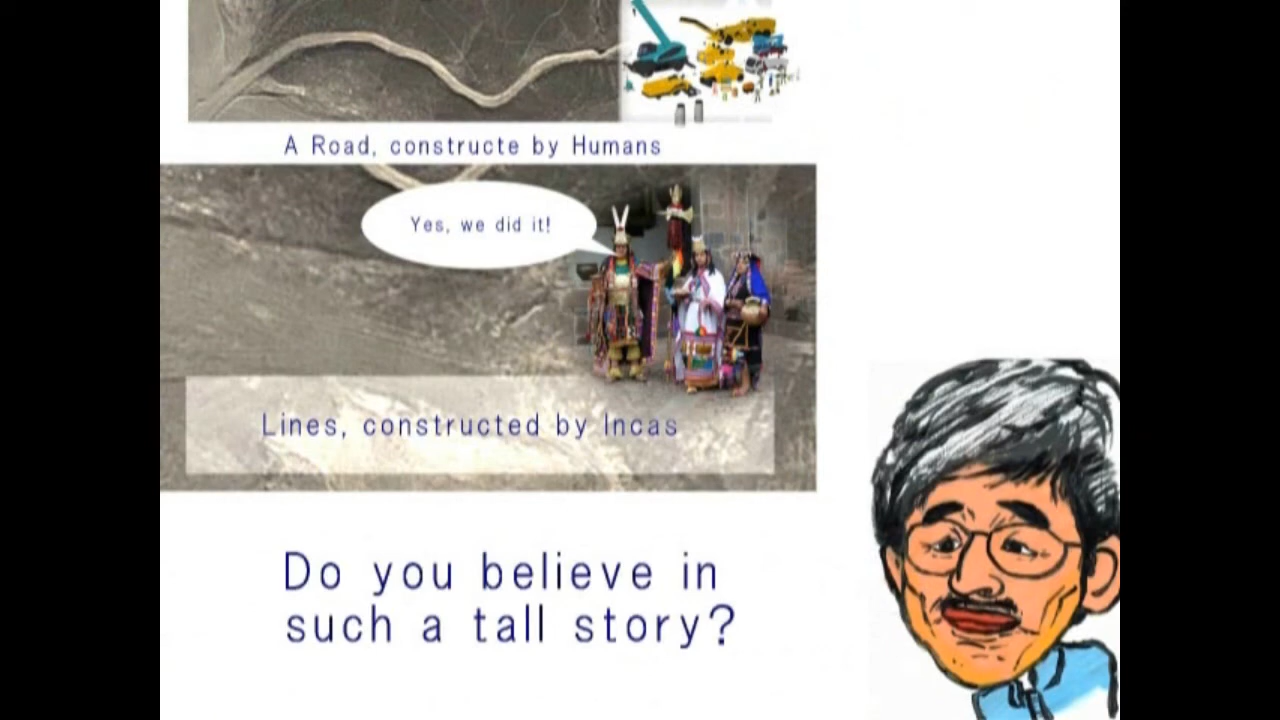 A Road, constructe by Humans
Yes, we did it!
Lines, constructed by Incas
Do you believe in
such a tall story?